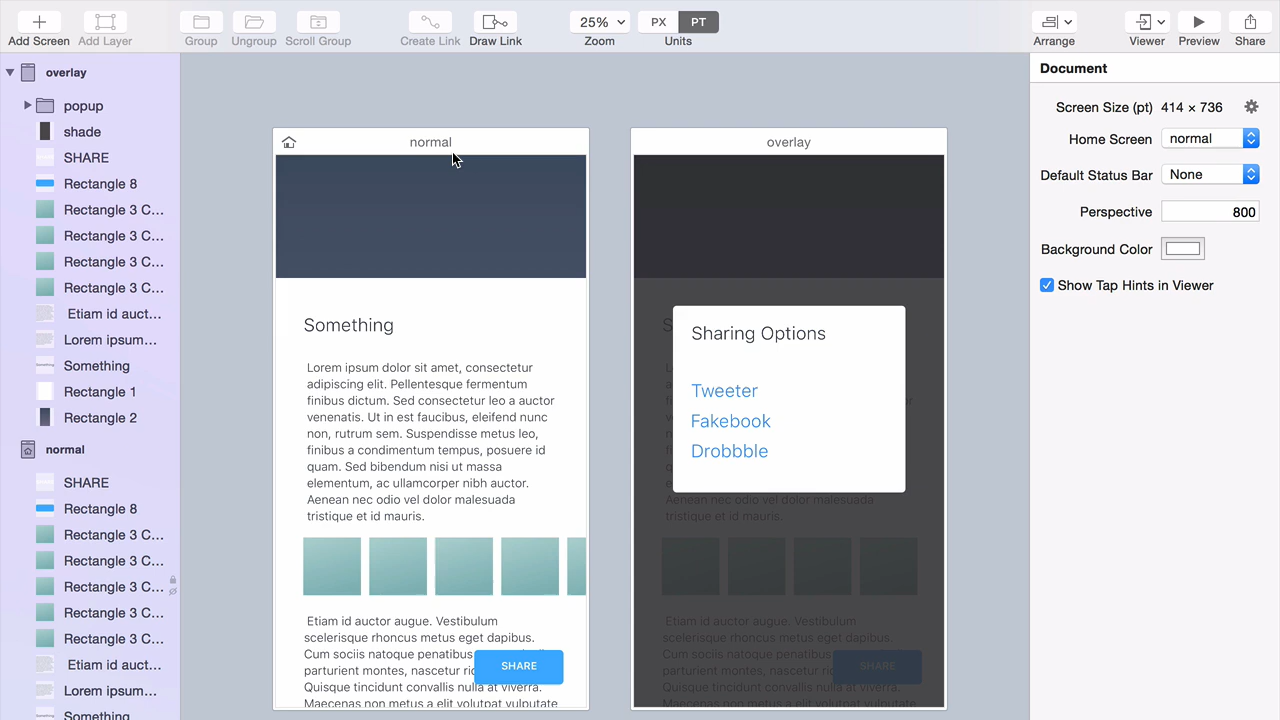 25%
PX
PT
Add Screen
Add Layer
Group
Ungroup
Scroll Group
Create Link
Draw Link
Zoom
Units
Arrange
Viewer
Preview
Share
overlay
popup
shade
SHARE
Rectangle 8
Rectangle 3 C...
Rectangle 3 C...
Rectangle 3 C...
Rectangle 3 C...
Etiam id auct...
Lorem ipsum...
Something
Rectangle 1
Rectangle 2
normal
SHARE
Rectangle 8
Rectangle 3 C...
Rectangle 3 C...
Rectangle 3 C...
Rectangle 3 C...
Rectangle 3 C...
Etiam id auct...
Lorem ipsum...
Something
normal
Something
Lorem ipsum dolor sit amet, consectetur
adipiscing elit. Pellentesque fermentum
finibus dictum. Sed consectetur leo a auctor
venenatis. Ut in est faucibus, eleifend nunc
non, rutrum sem. Suspendisse metus leo,
finibus a condimentum tempus, posuere id
quam. Sed bibendum nisi ut massa
elementum, ac ullamcorper nibh auctor.
Aenean nec odio vel dolor malesuada
tristique et id mauris.
Etiam id auctor augue. Vestibulum
scelerisque rhoncus metus eget dapibus.
Cum sociis natoque penatibus
parturient montes, nascetur ri
Quisque tincidunt convallis nulla at viverra.
Maecenas non metus a elit volutpat vulputate
SHARE
overlay
S
Sharing Options
Tweeter
Fakebook
Drobbble
Aenean nec odio vel dolor malesuada
tristique et id mauris.
Etiam id auctor augue. Vestibulum
scelerisque rhoncus metus eget dapibus.
Cum sociis natoque penatibus
parturient montes, nascetur ri
Quisque tincidunt convallis nulla at viverra.
Maecenas non metus a elit volutpat vulputate
SHARE
Document
Screen Size (pt) 414 × 736
Home Screen normal
Default Status Bar None
Perspective 800
Background Color
Show Tap Hints in Viewer